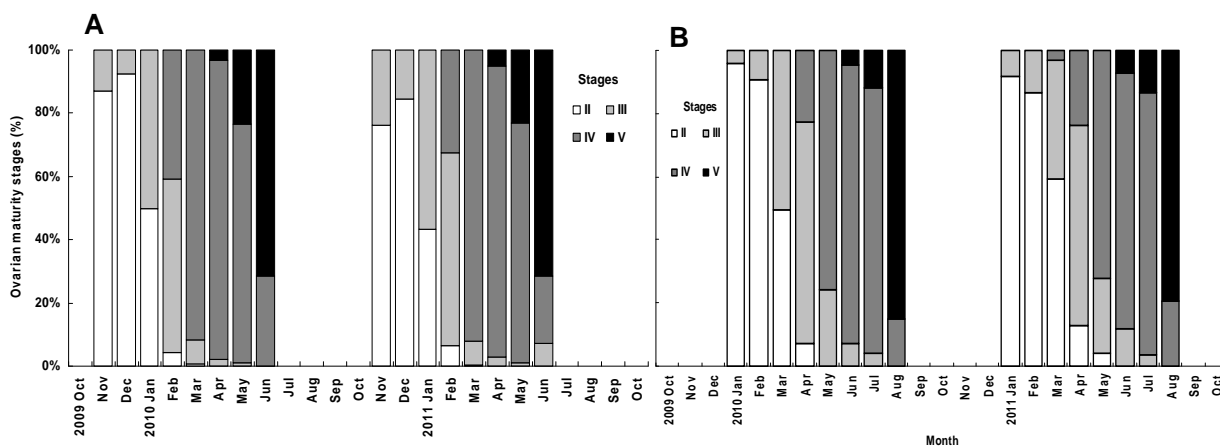 A
Ovarian maturity stages (%)
100%
80%
60%
40%
20%
0%
Stages
II III
IV V
2009 Oct
Nov
Dec
2010 Jan
Feb
Mar
Apr
May
Jun
Jul
Aug
Sep
Oct
Nov
Dec
2011 Jan
Feb
Mar
Apr
May
Jun
Jul
Aug
Sep
Oct
B
Stages
II III
IV V
2009 Oct
Nov
Dec
2010 Jan
Feb
Mar
Apr
May
Jun
Jul
Aug
Sep
Oct
Nov
Dec
2011 Jan
Feb
Mar
Apr
May
Jun
Jul
Aug
Sep
Oct
Month